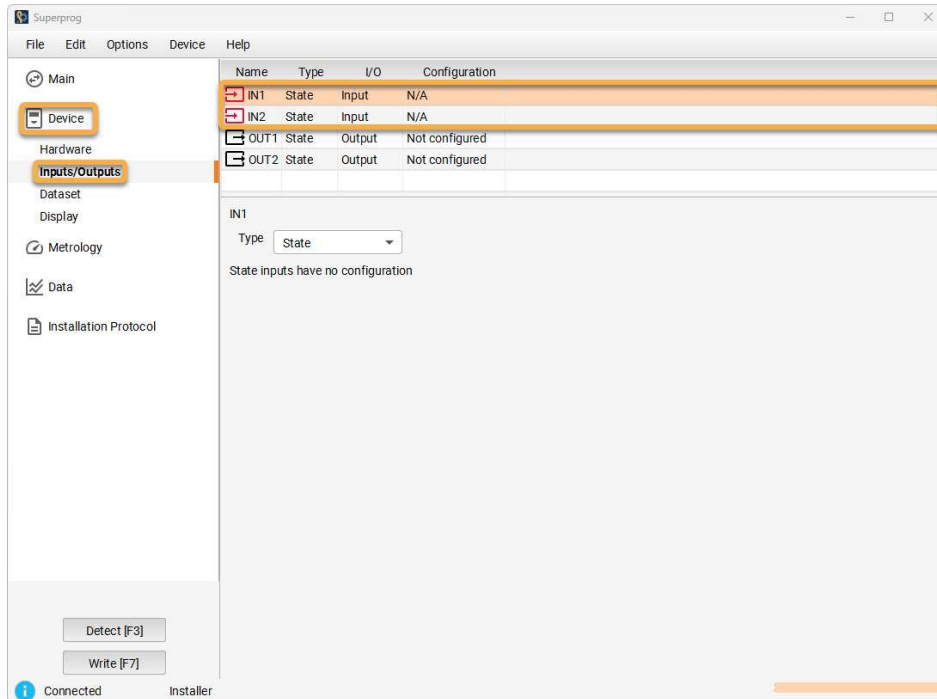 Superprog
File Edit Options Device Help
Main
Device
Hardware
Inputs/Outputs
Dataset
Display
Metrology
Data
Installation Protocol
Name Type I/O Configuration
IN1 State Input N/A
IN2 State Input N/A
OUT1 State Output Not configured
OUT2 State Output Not configured
IN1
Type State
State inputs have no configuration
Detect [F3]
Write [F7]
Connected Installer